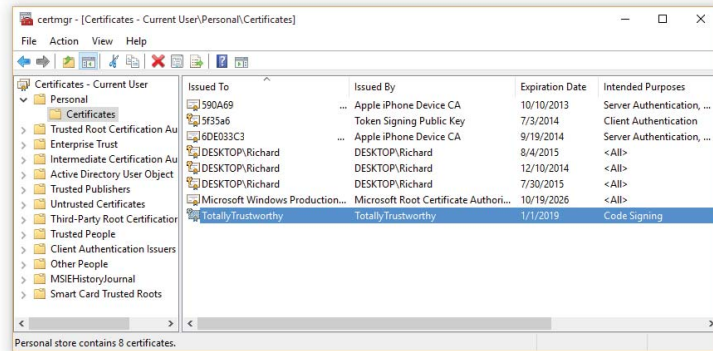 certmgr - [Certificates - Current User\Personal\Certificates]
File Action View Help
Certificates - Current User
Personal
Certificates
Trusted Root Certification Au
Enterprise Trust
Intermediate Certification Au
Active Directory User Object
Trusted Publishers
Untrusted Certificates
Third-Party Root Certification
Trusted People
Client Authentication Issuers
Other People
MSIEHistoryJournal
Smart Card Trusted Roots
Issued To Issued By Expiration Date Intended Purposes
590A69 ... Apple iPhone Device CA 10/10/2013 Server Authentication, ...
5f35a6 Token Signing Public Key 7/3/2014 Client Authentication
6DE033C3 ... Apple iPhone Device CA 9/19/2014 Server Authentication, ...
DESKTOP\Richard DESKTOP\Richard 8/4/2015 <All>
DESKTOP\Richard DESKTOP\Richard 12/10/2014 <All>
DESKTOP\Richard DESKTOP\Richard 7/30/2015 <All>
Microsoft Windows Production... Microsoft Root Certificate Authori... 10/19/2026 <All>
TotallyTrustworthy TotallyTrustworthy 1/1/2019 Code Signing
Personal store contains 8 certificates.